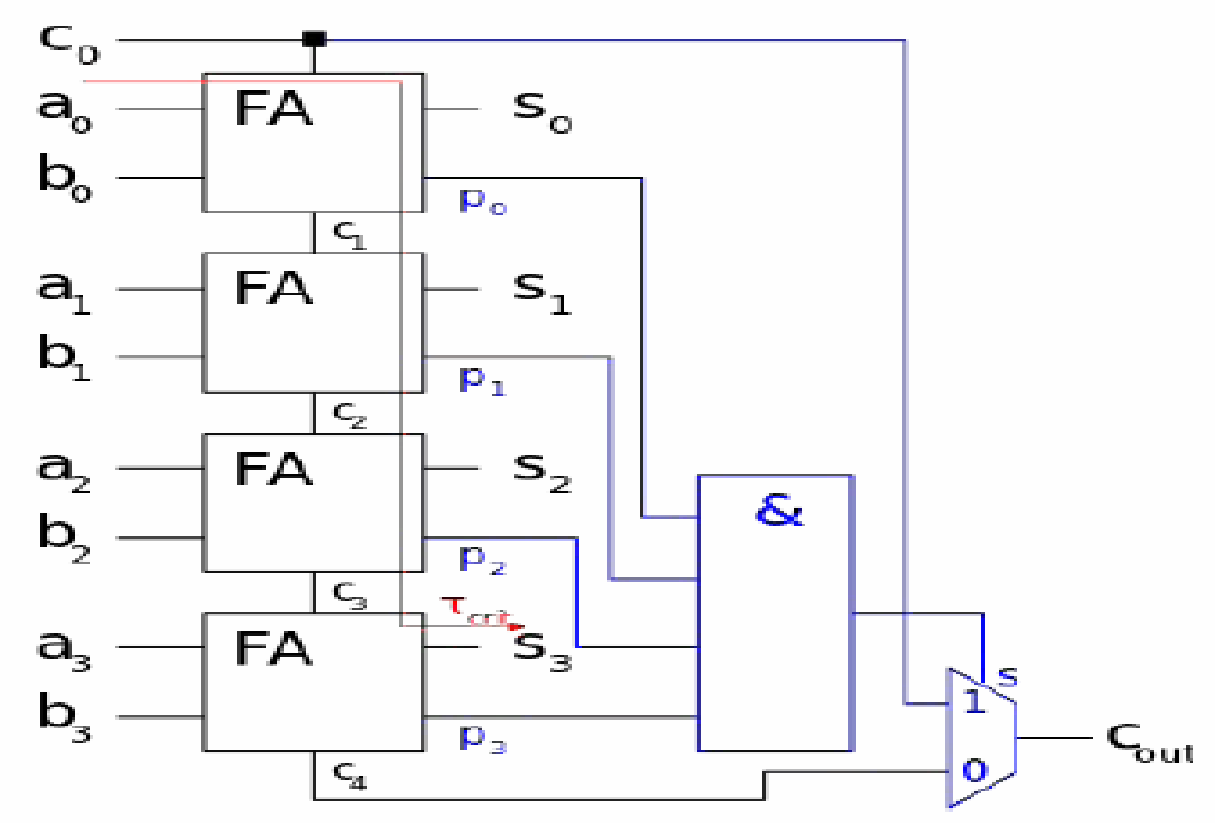 c0
a0 FA s0
b0 p0
c1
a1 FA s1
b1 p1
c2
a2 FA s2
&
b2 p2
c3
τcrit
a3 FA s3
s
1
b3 p3
cout
c4 0